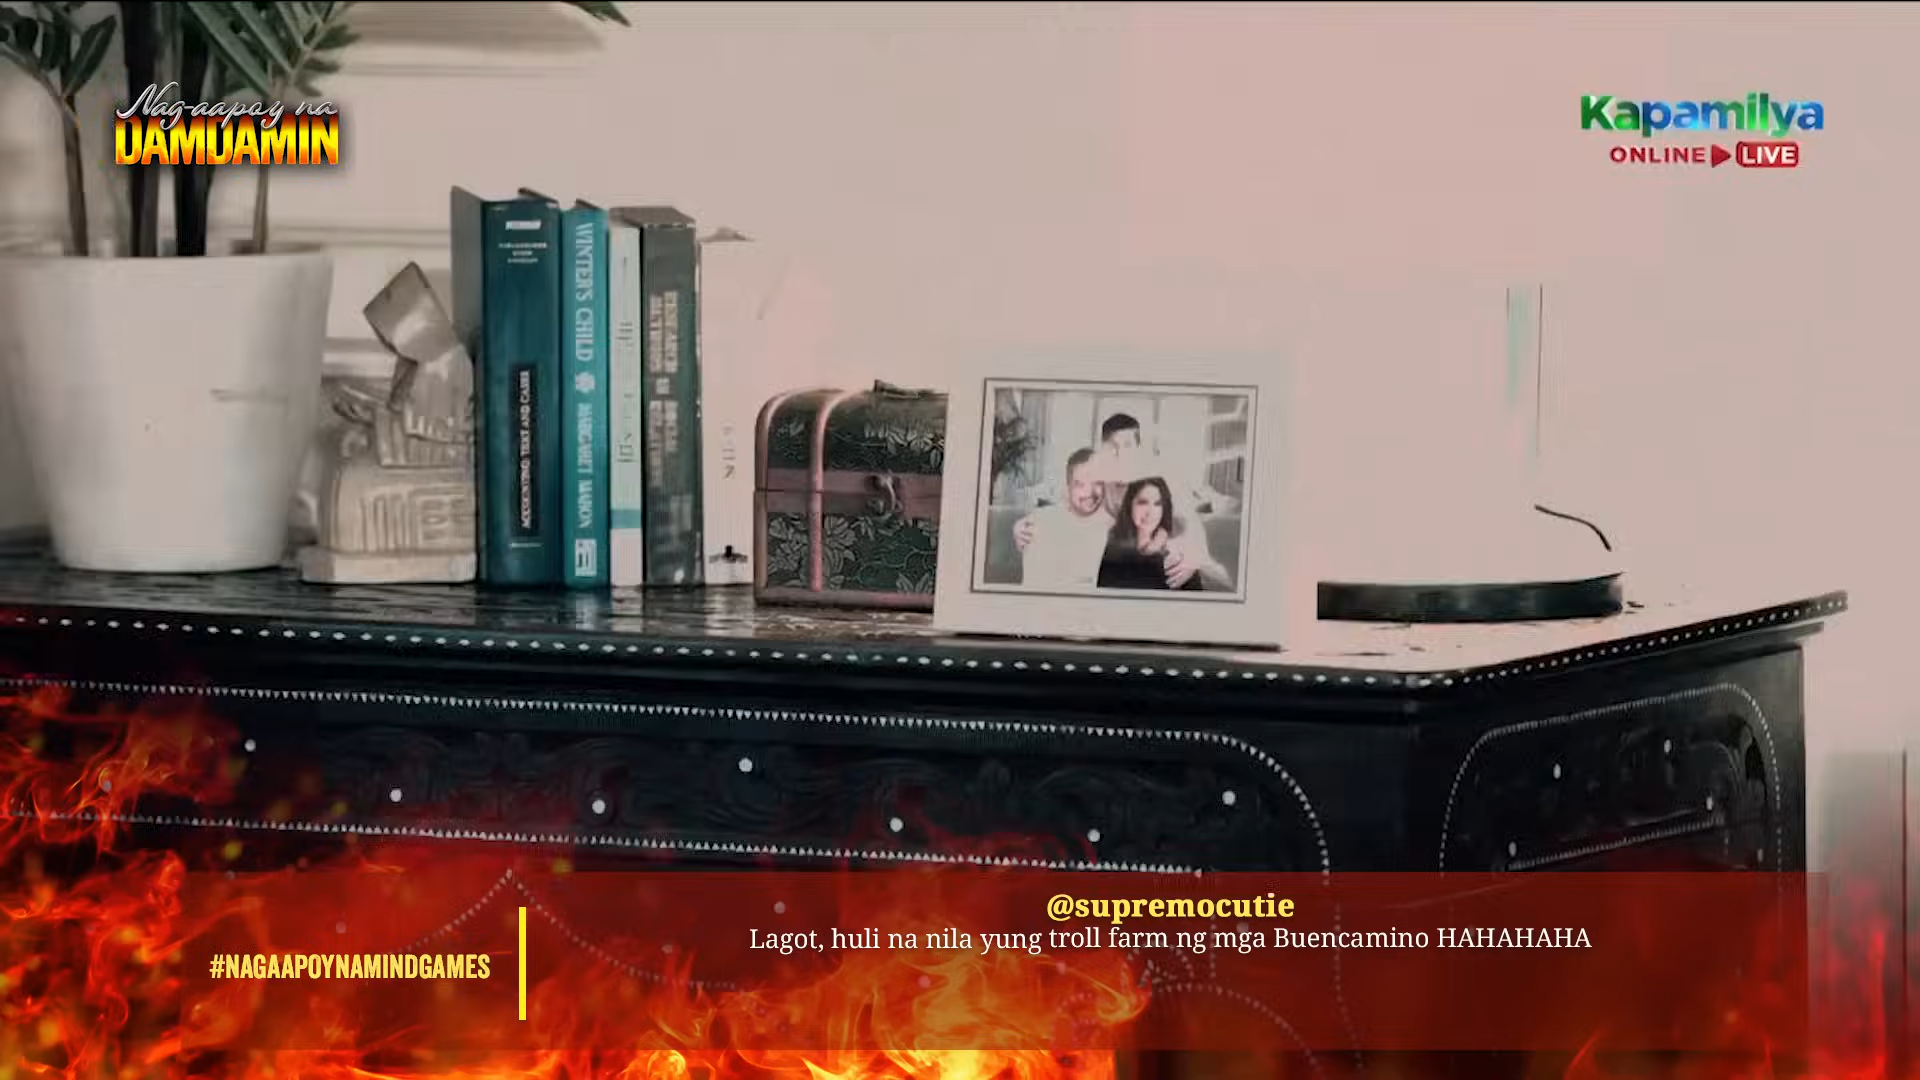 Nag-aapoy na
DAMDAMIN
Kapamilya
ONLINE LIVE
ACCOUNTING TEXT AND CASES
WINTER'S CHILD MARGARET MARON
@supremocutie
Lagot, huli na nila yung troll farm ng mga Buencamino HAHAHAHA
#NAGAAPOYNAMINDGAMES